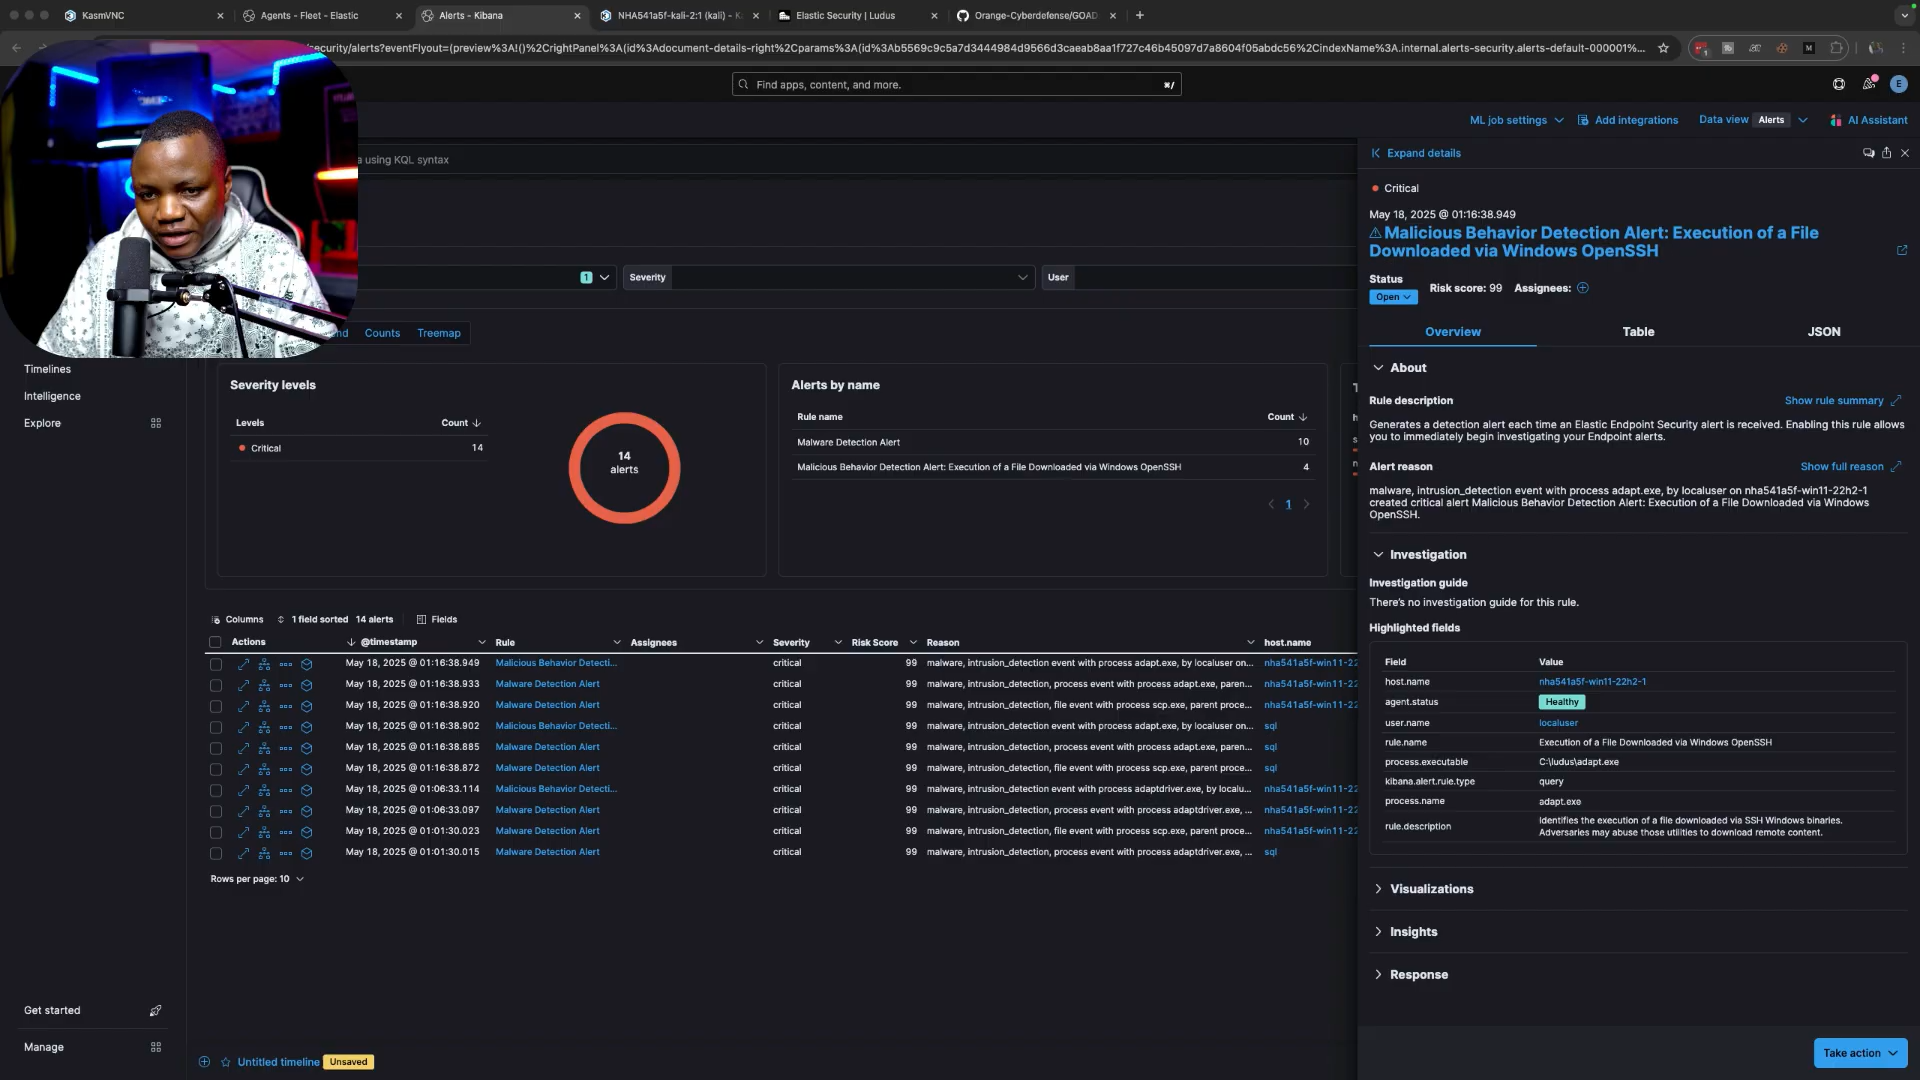 KasmVNC
Agents - Fleet - Elastic
Alerts - Kibana
NHA541a5f-kali-2:1 (kali) - K
Elastic Security | Ludus
Orange-Cyberdefense/GOAD
security/alerts?eventFlyout=(preview%3A!()%2CrightPanel%3A(id%3Adocument-details-right%2Cparams%3A(id%3Ab5569c9c5a7d3444984d9566d3caeab8aa1f727c46b45097d7a8604f05abdc56%2CindexName%3A.internal.alerts-security.alerts-default-000001%...
Find apps, content, and more.
⌘/
E
ML job settings
Add integrations
Data view
Alerts
AI Assistant
a using KQL syntax
1
Severity
User
nd
Counts
Treemap
Timelines
Intelligence
Explore
Get started
Manage
Severity levels
Levels
Count
Critical
14
14
alerts
Alerts by name
Rule name
Count
Malware Detection Alert
10
Malicious Behavior Detection Alert: Execution of a File Downloaded via Windows OpenSSH
4
1
Columns
1 field sorted
14 alerts
Fields
Actions
@timestamp
Rule
Assignees
Severity
Risk Score
Reason
host.name
May 18, 2025 @ 01:16:38.949 Malicious Behavior Detecti... critical 99 malware, intrusion_detection event with process adapt.exe, by localuser on... nha541a5f-win11-22
May 18, 2025 @ 01:16:38.933 Malware Detection Alert critical 99 malware, intrusion_detection, process event with process adapt.exe, paren... nha541a5f-win11-22
May 18, 2025 @ 01:16:38.920 Malware Detection Alert critical 99 malware, intrusion_detection, file event with process scp.exe, parent proce... nha541a5f-win11-22
May 18, 2025 @ 01:16:38.902 Malicious Behavior Detecti... critical 99 malware, intrusion_detection event with process adapt.exe, by localuser on... sql
May 18, 2025 @ 01:16:38.885 Malware Detection Alert critical 99 malware, intrusion_detection, process event with process adapt.exe, paren... sql
May 18, 2025 @ 01:16:38.872 Malware Detection Alert critical 99 malware, intrusion_detection, file event with process scp.exe, parent proce... sql
May 18, 2025 @ 01:06:33.114 Malicious Behavior Detecti... critical 99 malware, intrusion_detection event with process adaptdriver.exe, by localu... nha541a5f-win11-22
May 18, 2025 @ 01:06:33.097 Malware Detection Alert critical 99 malware, intrusion_detection, process event with process adaptdriver.exe, ... nha541a5f-win11-22
May 18, 2025 @ 01:01:30.023 Malware Detection Alert critical 99 malware, intrusion_detection, file event with process scp.exe, parent proce... nha541a5f-win11-22
May 18, 2025 @ 01:01:30.015 Malware Detection Alert critical 99 malware, intrusion_detection, process event with process adaptdriver.exe, ... sql
Rows per page: 10
Untitled timeline
Unsaved
Expand details
Critical
May 18, 2025 @ 01:16:38.949
Malicious Behavior Detection Alert: Execution of a File
Downloaded via Windows OpenSSH
Status
Open
Risk score: 99
Assignees:
Overview
Table
JSON
About
Rule description
Show rule summary
Generates a detection alert each time an Elastic Endpoint Security alert is received. Enabling this rule allows
you to immediately begin investigating your Endpoint alerts.
Alert reason
Show full reason
malware, intrusion_detection event with process adapt.exe, by localuser on nha541a5f-win11-22h2-1
created critical alert Malicious Behavior Detection Alert: Execution of a File Downloaded via Windows
OpenSSH.
Investigation
Investigation guide
There's no investigation guide for this rule.
Highlighted fields
Field
Value
host.name
nha541a5f-win11-22h2-1
agent.status
Healthy
user.name
localuser
rule.name
Execution of a File Downloaded via Windows OpenSSH
process.executable
C:\ludus\adapt.exe
kibana.alert.rule.type
query
process.name
adapt.exe
rule.description
Identifies the execution of a file downloaded via SSH Windows binaries.
Adversaries may abuse those utilities to download remote content.
Visualizations
Insights
Response
Take action